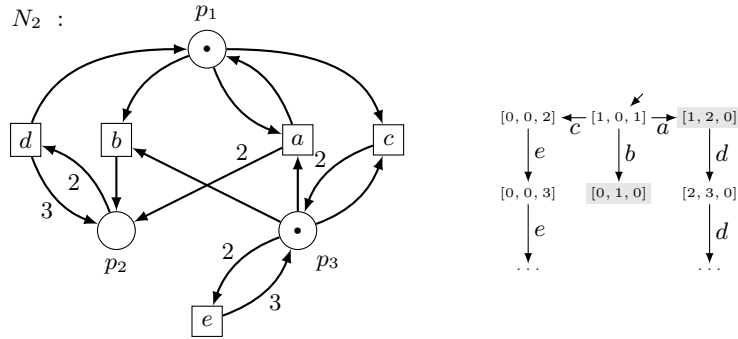 N₂ :
p₁
d
b
a
c
2
3
2
2
p₂
p₃
2
3
e
[0, 0, 2]
c
[1, 0, 1]
a
[1, 2, 0]
e
b
d
[0, 0, 3]
[0, 1, 0]
[2, 3, 0]
e
d
. . .
. . .